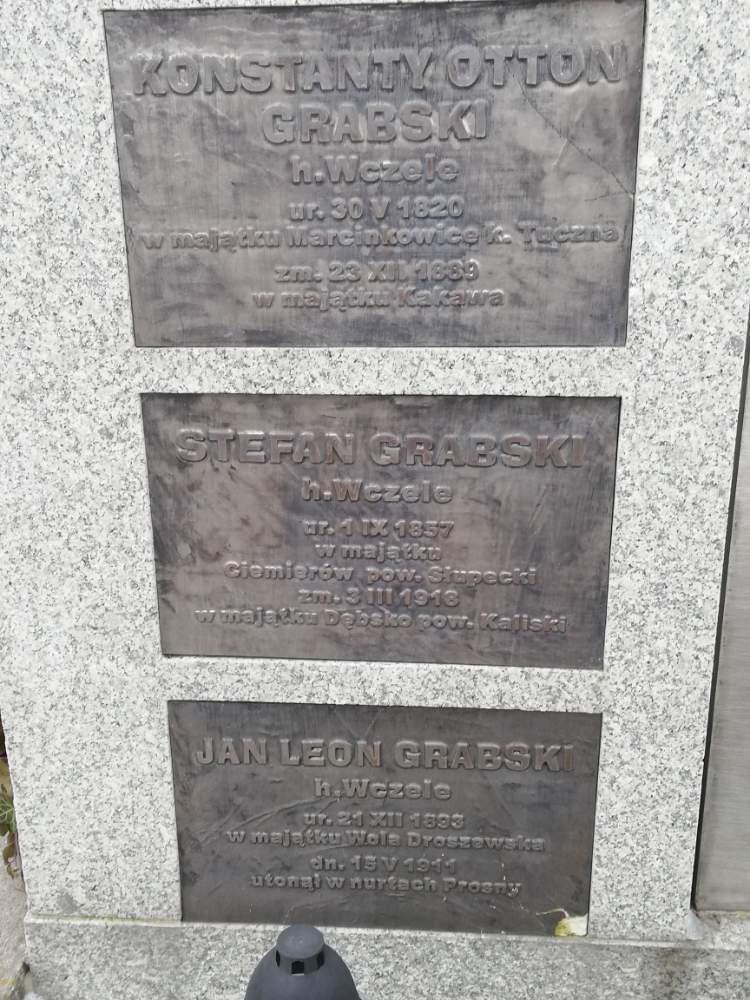 KONSTANTY OTTON
GRABSKI
h.Wczele
ur. 30 V 1820
w majątku Marcinkowice k. Tuczna
zm. 23 XII 1889
w majątku Kakawa
STEFAN GRABSKI
h.Wczele
ur. 1 IX 1857
w majątku
Ciemierów pow. Słupecki
zm. 3 III 1918
w majątku Dębsko pow. Kaliski
JAN LEON GRABSKI
h.Wczele
ur. 21 XII 1893
w majątku Wola Droszewska
dn. 15 V 1911
utonął w nurtach Prosny